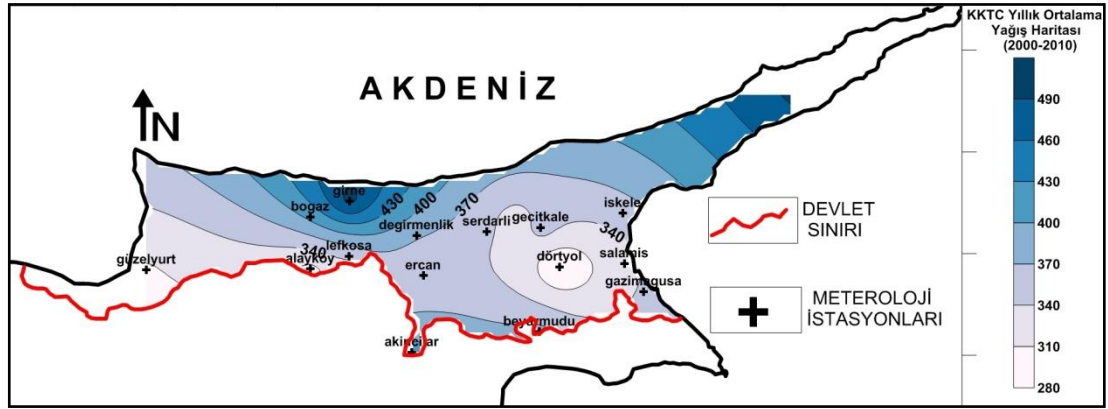 KKTC Yıllık Ortalama
Yağış Haritası
(2000-2010)
AKDENİZ
N
girne
bogaz
430
400
370
degirmenlik
serdarli
gecitkale
iskele
340
340
lefkosa
alayköy
güzelyurt
ercan
dörtyol
salamis
gazimagusa
beyarmudu
akincilar
DEVLET
SINIRI
METEROLOJİ
İSTASYONLARI
490
460
430
400
370
340
310
280